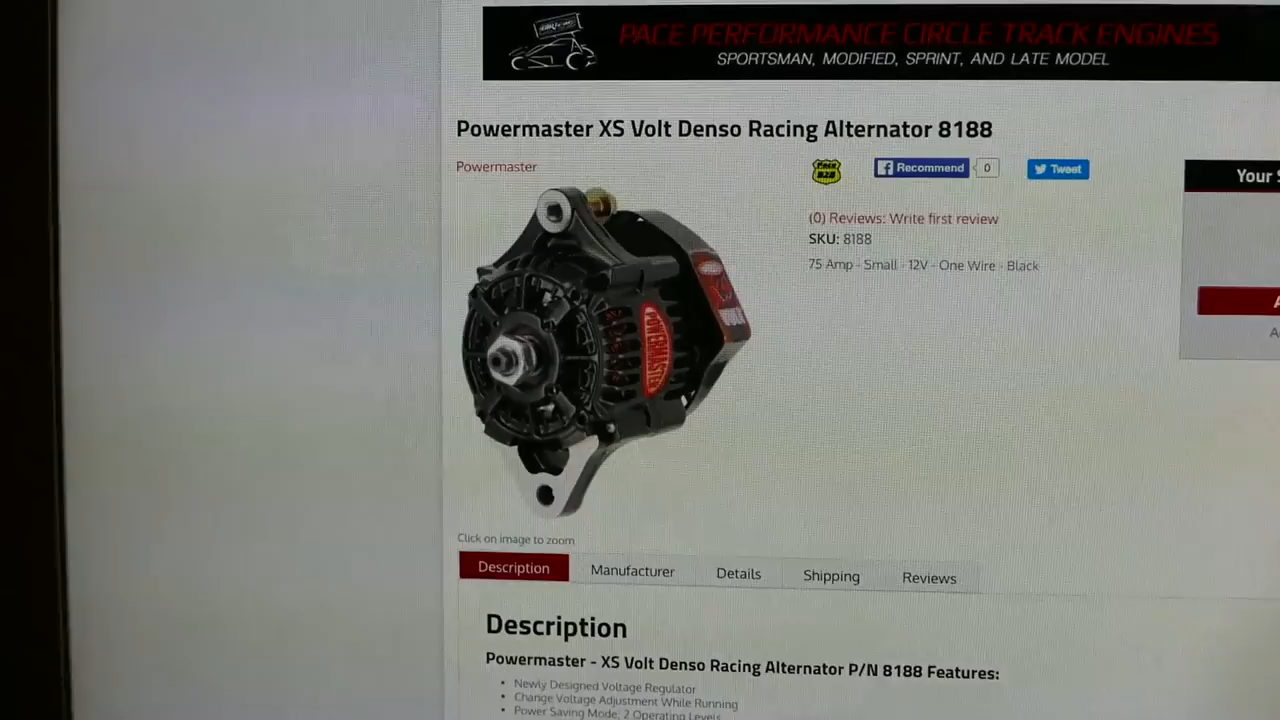 PACE PERFORMANCE CIRCLE TRACK ENGINES
SPORTSMAN, MODIFIED, SPRINT, AND LATE MODEL
Powermaster XS Volt Denso Racing Alternator 8188
Powermaster
Recommend 0
Tweet
Your
(0) Reviews: Write first review
SKU: 8188
75 Amp - Small - 12V - One Wire - Black
POWERMASTER
Click on image to zoom
Description Manufacturer Details Shipping Reviews
Description
Powermaster - XS Volt Denso Racing Alternator P/N 8188 Features:
• Newly Designed Voltage Regulator
• Change Voltage Adjustment While Running
• Power Saving Mode, 2 Operating Levels